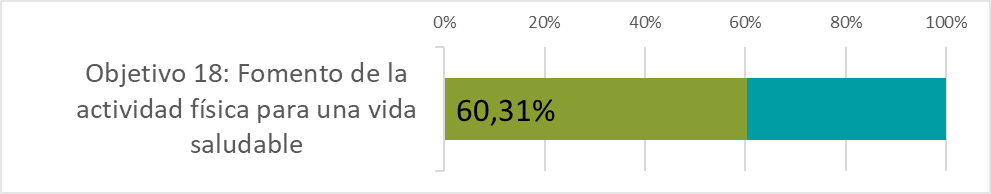 0% 20% 40% 60% 80% 100%
Objetivo 18: Fomento de la
actividad física para una vida
saludable
60,31%